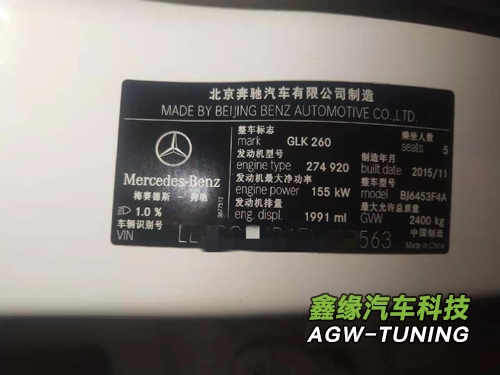 北京奔驰汽车有限公司制造
MADE BY BEIJING BENZ AUTOMOTIVE CO.,LTD.
整车标志
mark GLK 260
乘坐人数
seats 5
发动机型号
engine type 274 920
制造年月
built date 2015/11
发动机最大净功率
engine power 155 kW
整车型号
model BJ6453F4A
发动机排量
eng. displ. 1991 ml
最大允许总质量
GVW 2400 kg
Mercedes-Benz
梅赛德斯 - 奔驰
1.0 %
车辆识别号
VIN
563
中国制造
Made in China
鑫缘汽车科技
AGW-TUNING